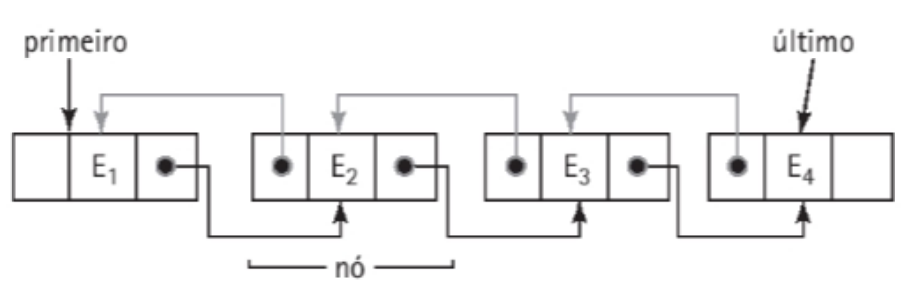 primeiro
último
E₁
E₂
E₃
E₄
nó